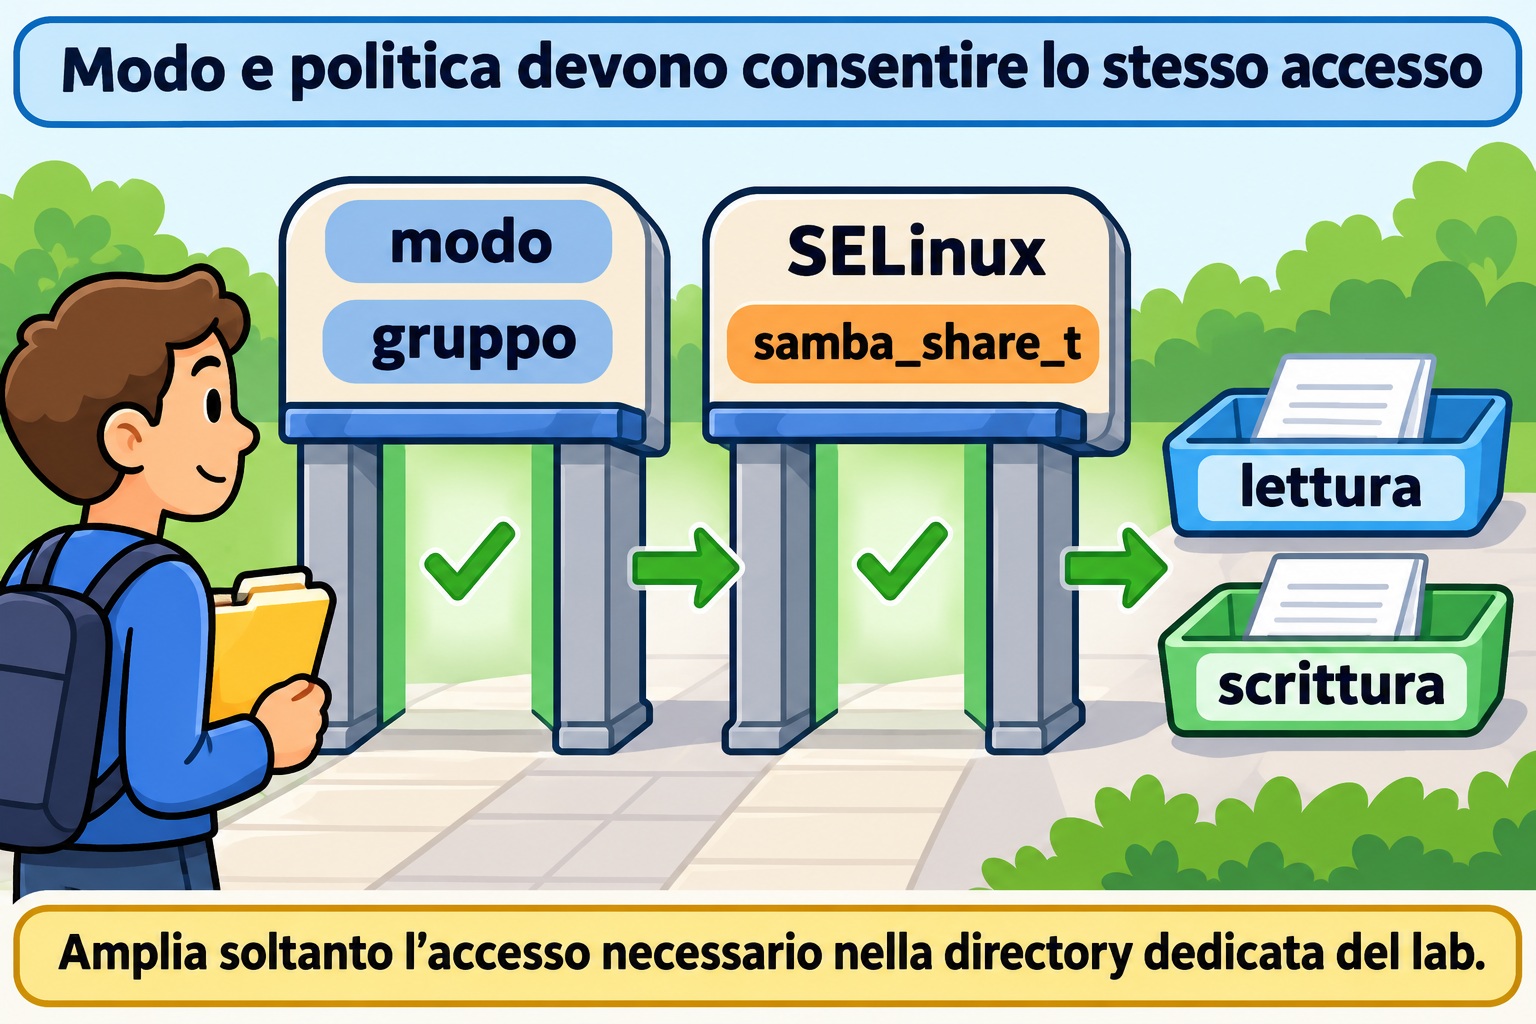 Modo e politica devono consentire lo stesso accesso
modo
gruppo
SELinux
samba_share_t
lettura
scrittura
Amplia soltanto l’accesso necessario nella directory dedicata del lab.